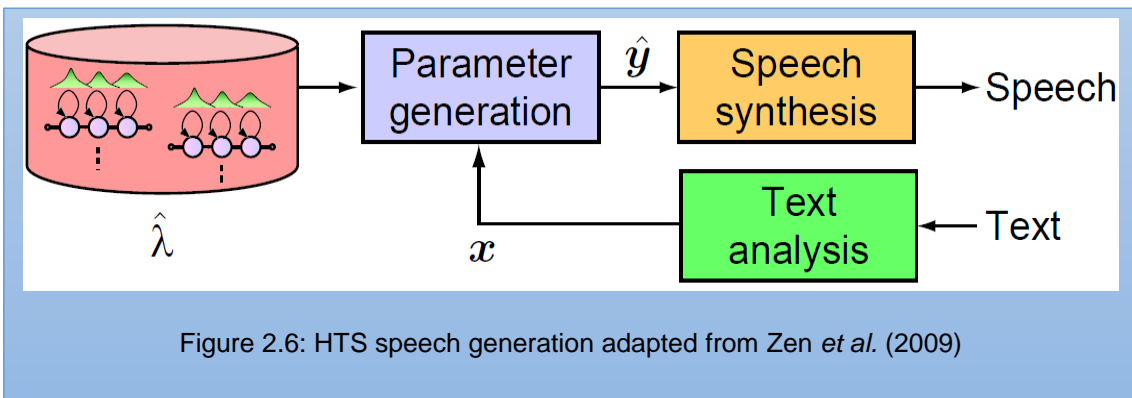 Parameter
generation
ŷ
Speech
synthesis
Speech
λ̂
x
Text
analysis
Text
Figure 2.6: HTS speech generation adapted from Zen et al. (2009)